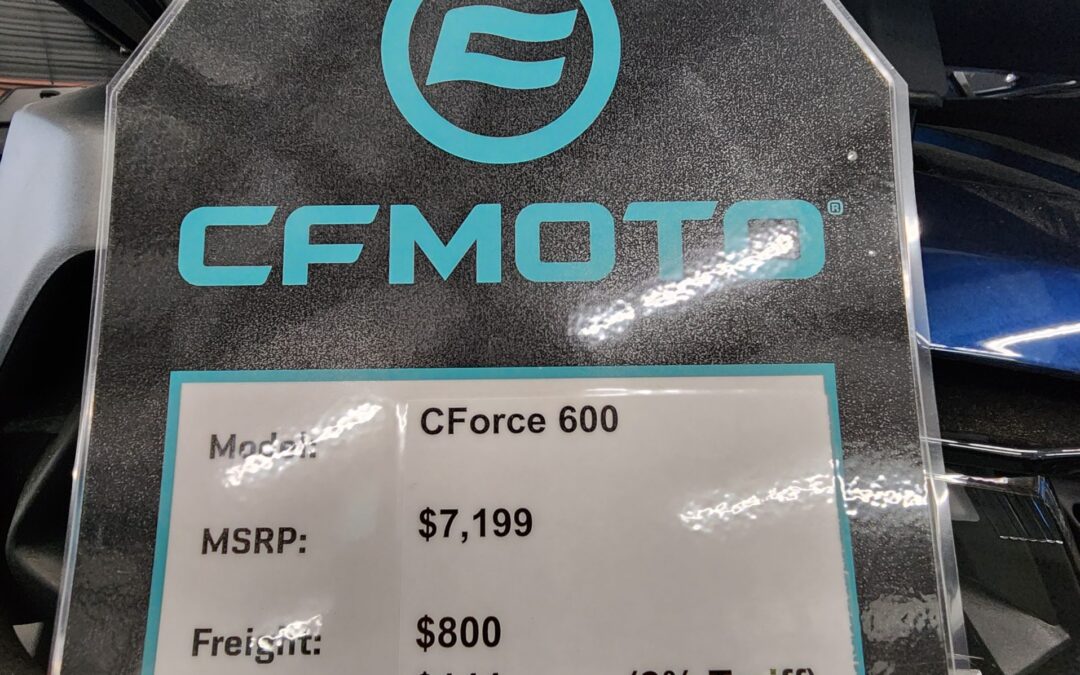 CFMOTO®
Model: CForce 600
MSRP: $7,199
Freight: $800